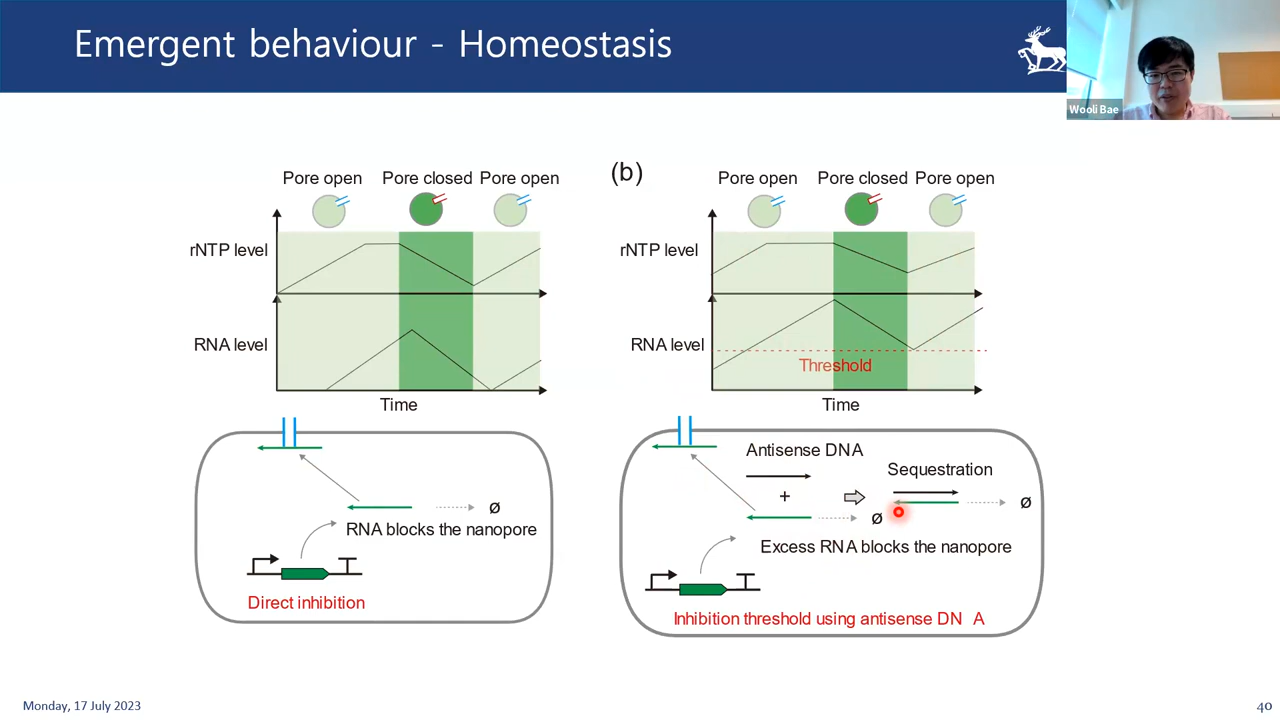 Emergent behaviour - Homeostasis
Wooli Bae
Pore open
Pore closed
Pore open
rNTP level
RNA level
Time
RNA blocks the nanopore
ø
Direct inhibition
(b)
Pore open
Pore closed
Pore open
rNTP level
RNA level
Threshold
Time
Antisense DNA
+
Sequestration
ø
ø
Excess RNA blocks the nanopore
Inhibition threshold using antisense DN A
Monday, 17 July 2023
40